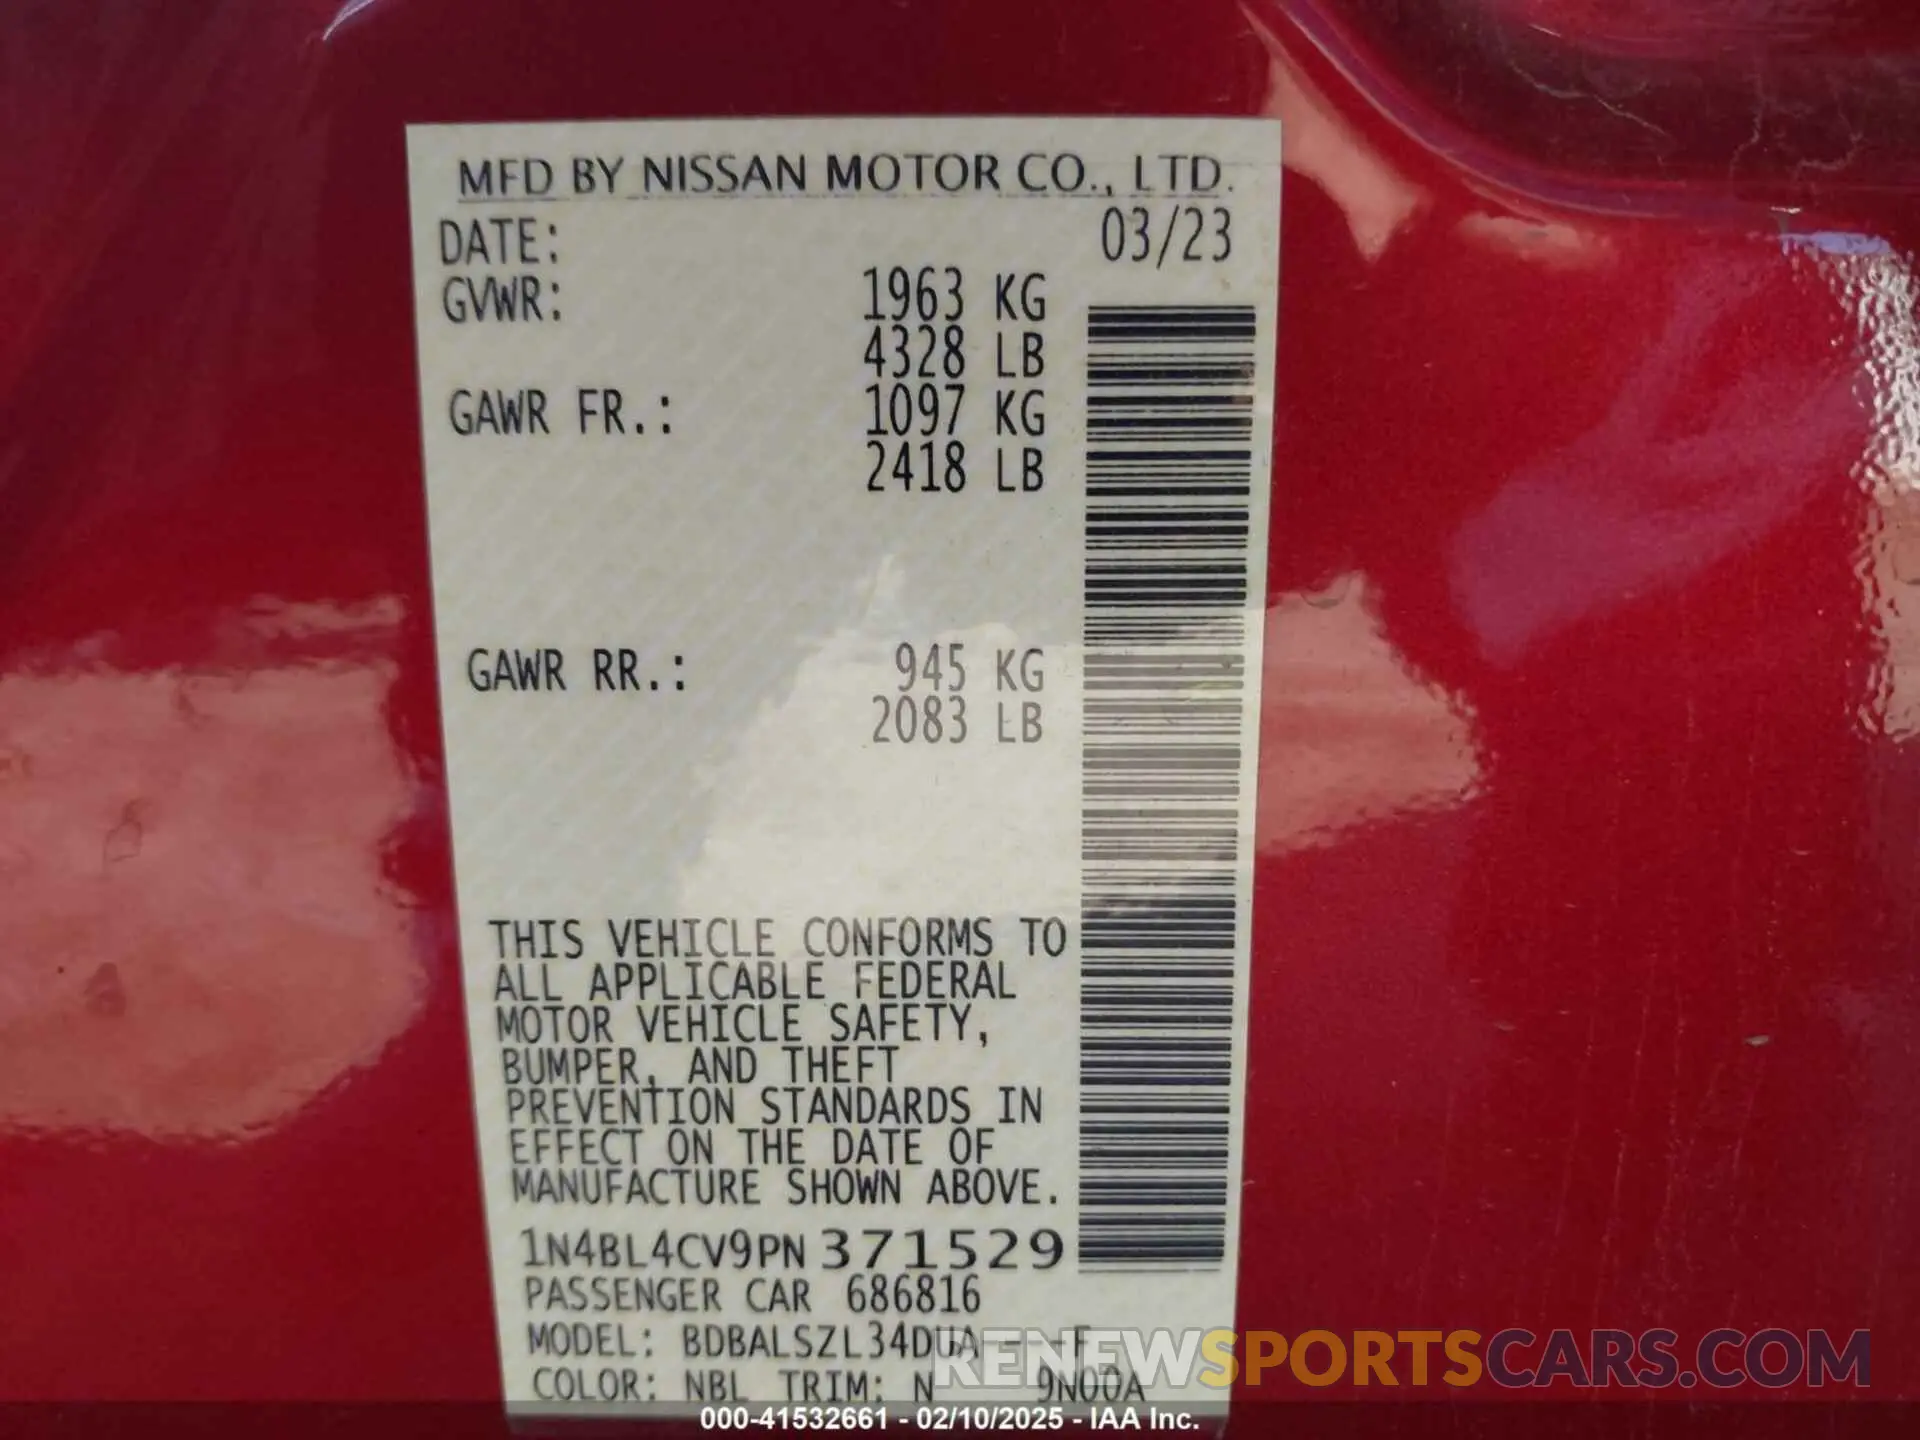 MFD BY NISSAN MOTOR CO., LTD.
DATE: 03/23
GVWR: 1963 KG
4328 LB
GAWR FR.: 1097 KG
2418 LB
GAWR RR.: 945 KG
2083 LB
THIS VEHICLE CONFORMS TO
ALL APPLICABLE FEDERAL
MOTOR VEHICLE SAFETY,
BUMPER, AND THEFT
PREVENTION STANDARDS IN
EFFECT ON THE DATE OF
MANUFACTURE SHOWN ABOVE.
1N4BL4CV9PN 371529
PASSENGER CAR 686816
MODEL: BDBALSZL34DUA---F
COLOR: NBL TRIM: N 9N00A
RENEWSPORTSCARS.COM
000-41532661 - 02/10/2025 - IAA Inc.